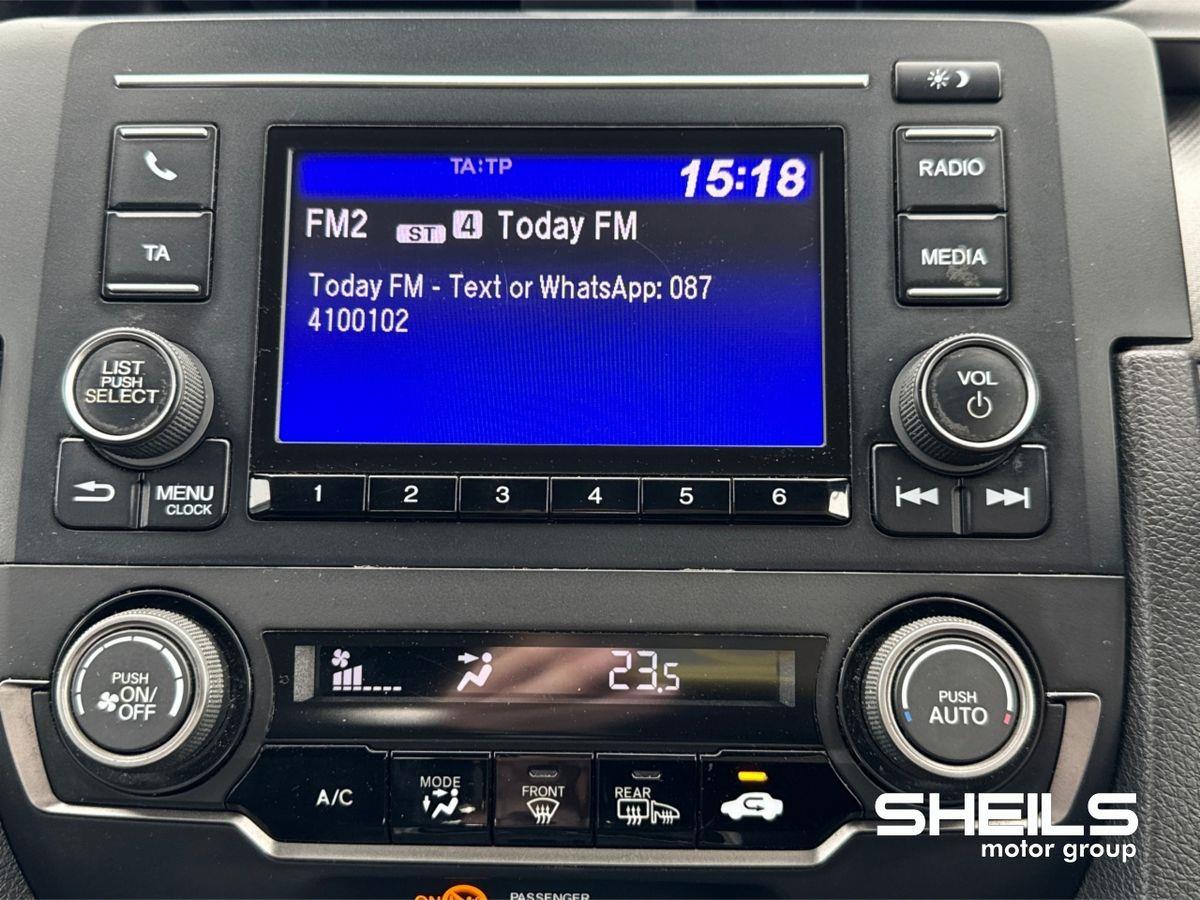 TA:TP 15:18
FM2 ST 4 Today FM
Today FM - Text or WhatsApp: 087
4100102
RADIO
TA
MEDIA
LIST
PUSH
SELECT
VOL
MENU
CLOCK
1 2 3 4 5 6
PUSH
ON/
OFF
23.5
PUSH
AUTO
A/C
MODE
FRONT
REAR
SHEILS
motor group
ON PASSENGER